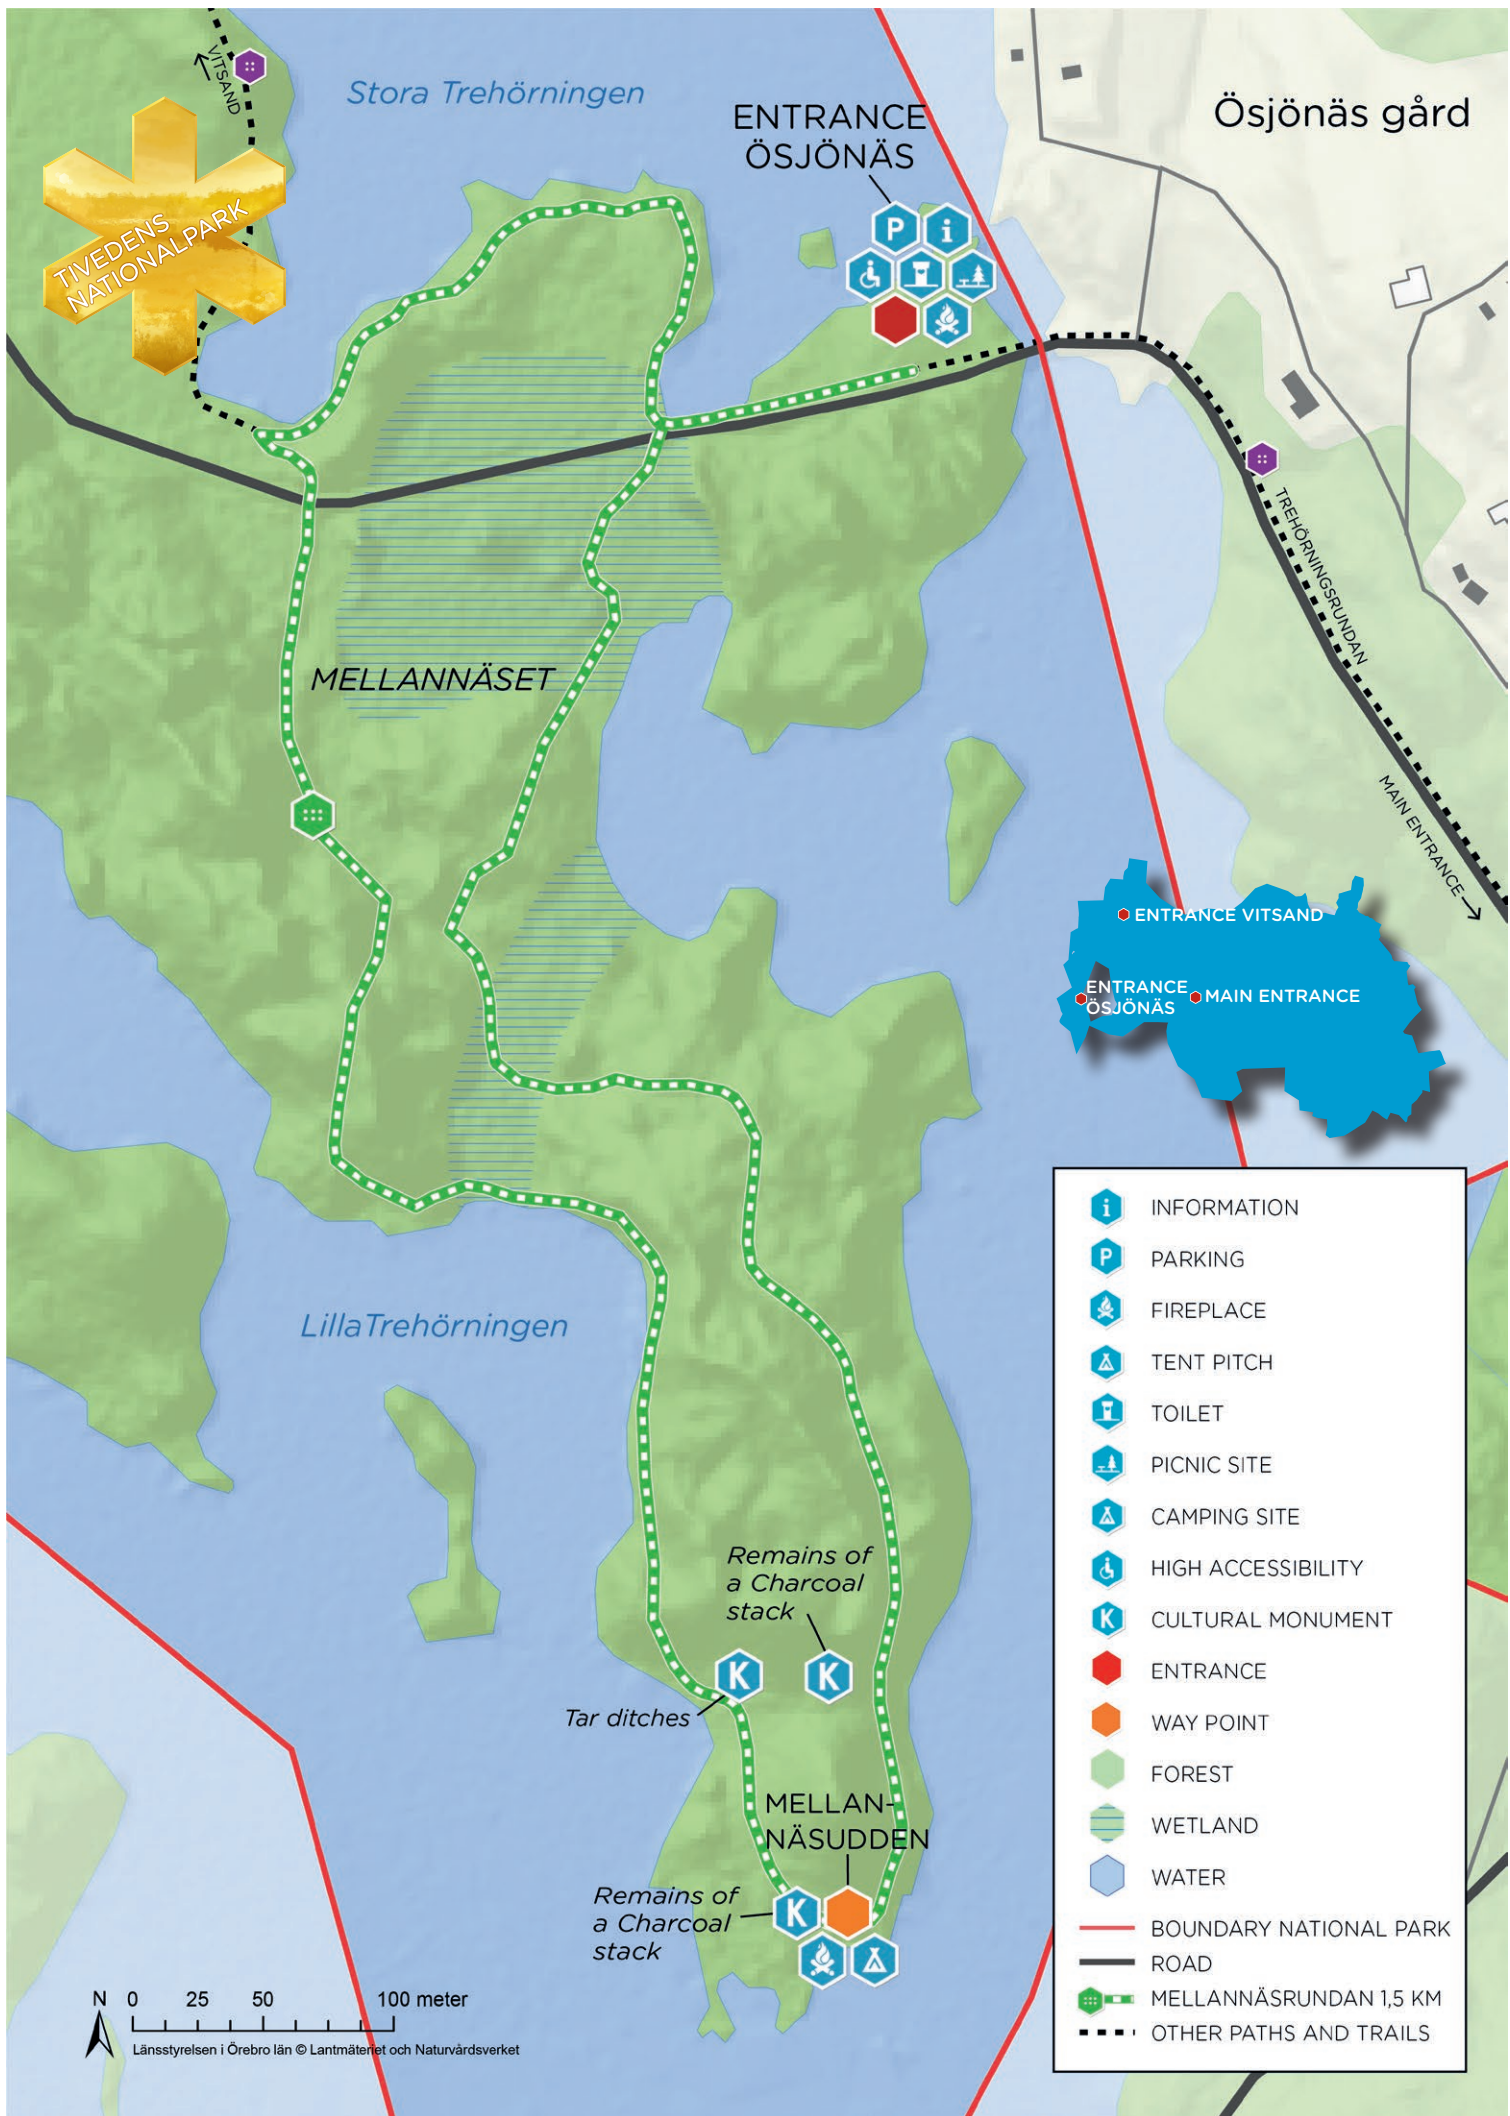 VITSAND
Stora Trehörningen
ENTRANCE
ÖSJÖNÄS
Ösjönäs gård
TIVEDENS
NATIONALPARK
P
i
TREHÖRNINGSRUNDAN
MELLANNÄSET
MAIN ENTRANCE
ENTRANCE VITSAND
ENTRANCE
ÖSJÖNÄS
MAIN ENTRANCE
LillaTrehörningen
Remains of
a Charcoal
stack
K
K
Tar ditches
MELLAN-
NÄSUDDEN
Remains of
a Charcoal
stack
K
i INFORMATION
P PARKING
FIREPLACE
TENT PITCH
TOILET
PICNIC SITE
CAMPING SITE
HIGH ACCESSIBILITY
K CULTURAL MONUMENT
ENTRANCE
WAY POINT
FOREST
WETLAND
WATER
BOUNDARY NATIONAL PARK
ROAD
MELLANNÄSRUNDAN 1,5 KM
OTHER PATHS AND TRAILS
N 0 25 50 100 meter
Länsstyrelsen i Örebro län © Lantmäteriet och Naturvårdsverket